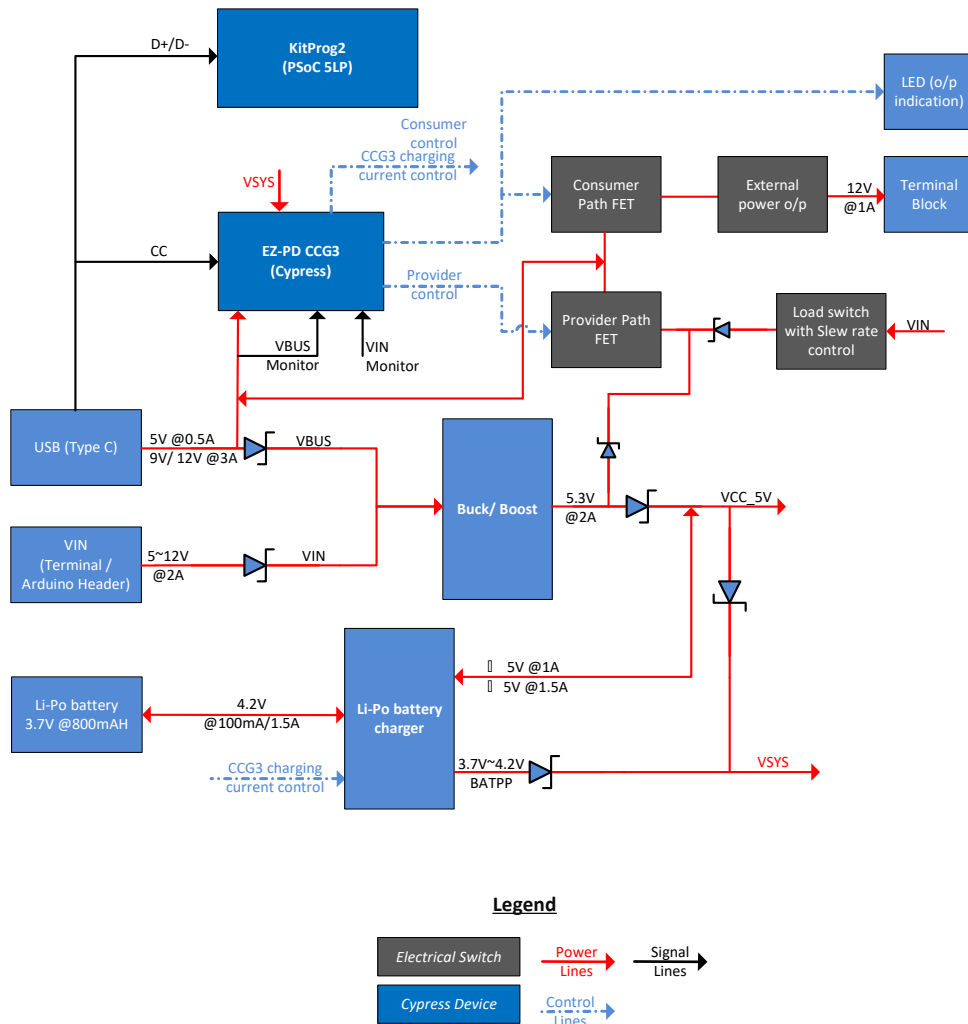 D+/D-
KitProg2
(PSoC 5LP)
LED (o/p
indication)
Consumer
control
CCG3 charging
current control
VSYS
Consumer
Path FET
External
power o/p
12V
@1A
Terminal
Block
CC
EZ-PD CCG3
(Cypress)
Provider
control
Provider Path
FET
Load switch
with Slew rate
control
VIN
VBUS
Monitor
VIN
Monitor
USB (Type C)
5V @0.5A
9V/ 12V @3A
VBUS
Buck/ Boost
5.3V
@2A
VCC_5V
VIN
(Terminal /
Arduino Header)
5~12V
@2A
VIN
5V @1A
5V @1.5A
Li-Po battery
3.7V @800mAH
4.2V
@100mA/1.5A
Li-Po battery
charger
CCG3 charging
current control
3.7V~4.2V
BATPP
VSYS
Legend
Electrical Switch
Power
Lines
Signal
Lines
Cypress Device
Control
Lines